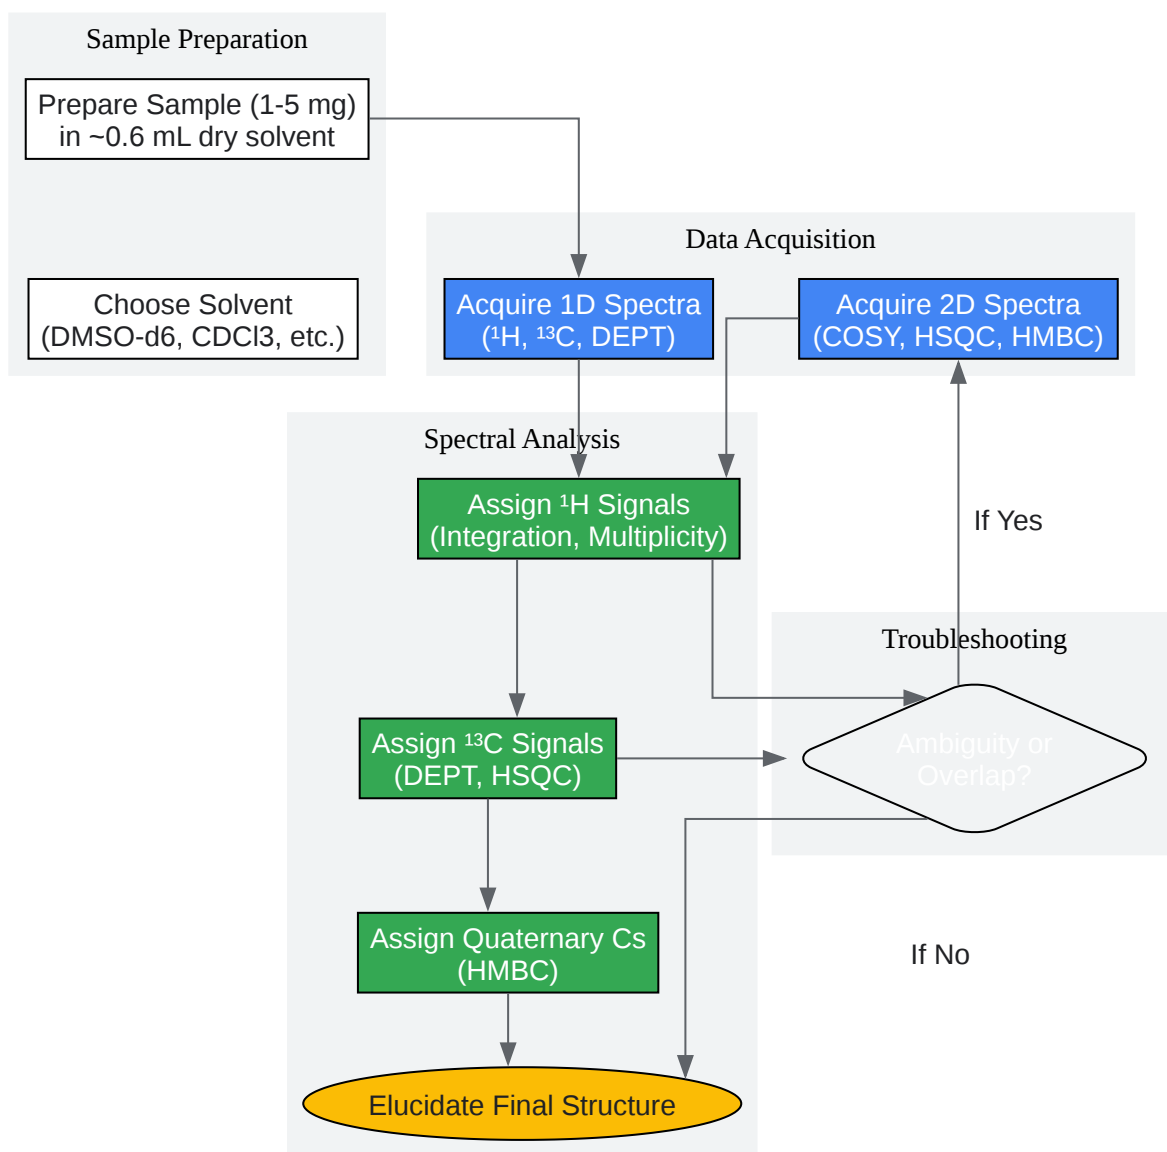 Sample Preparation
Prepare Sample (1-5 mg)
in ~0.6 mL dry solvent
Choose Solvent
(DMSO-d6, CDCl3, etc.)
Data Acquisition
Acquire 1D Spectra
(¹H, ¹³C, DEPT)
Acquire 2D Spectra
(COSY, HSQC, HMBC)
Spectral Analysis
Assign ¹H Signals
(Integration, Multiplicity)
If Yes
Troubleshooting
Ambiguity or
Overlap?
Assign ¹³C Signals
(DEPT, HSQC)
Assign Quaternary Cs
(HMBC)
If No
Elucidate Final Structure